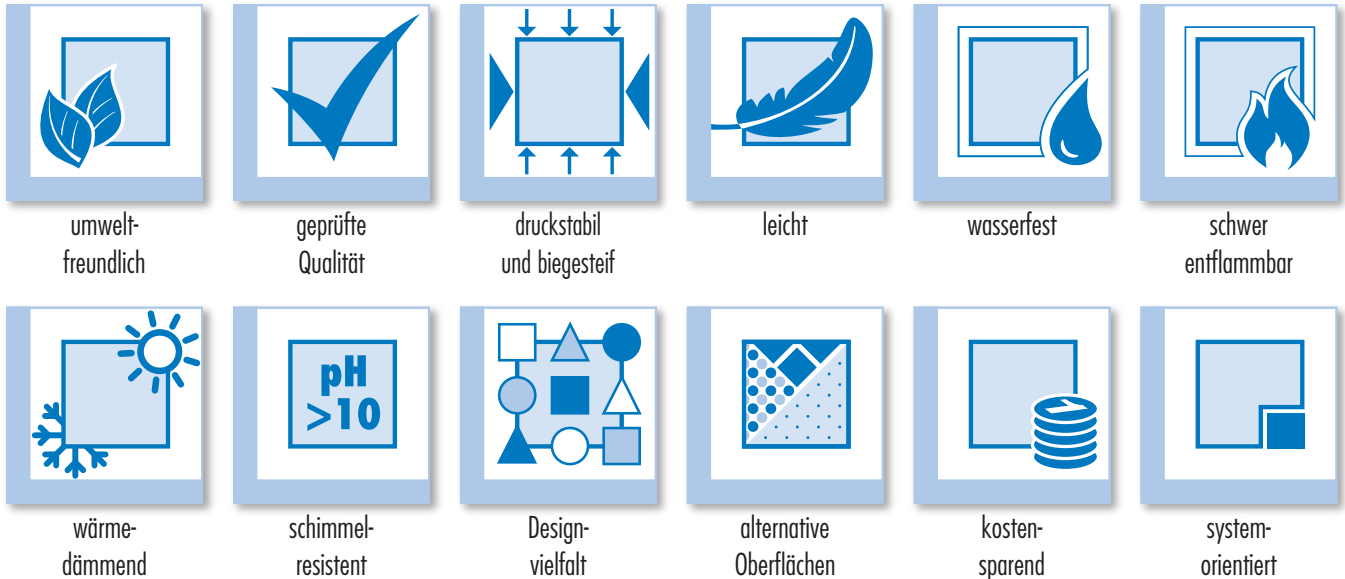 umwelt-
freundlich
geprüfte
Qualität
druckstabil
und biegesteif
leicht
wasserfest
schwer
entflammbar
pH
>10
1
wärme-
dämmend
schimmel-
resistent
Design-
vielfalt
alternative
Oberflächen
kosten-
sparend
system-
orientiert